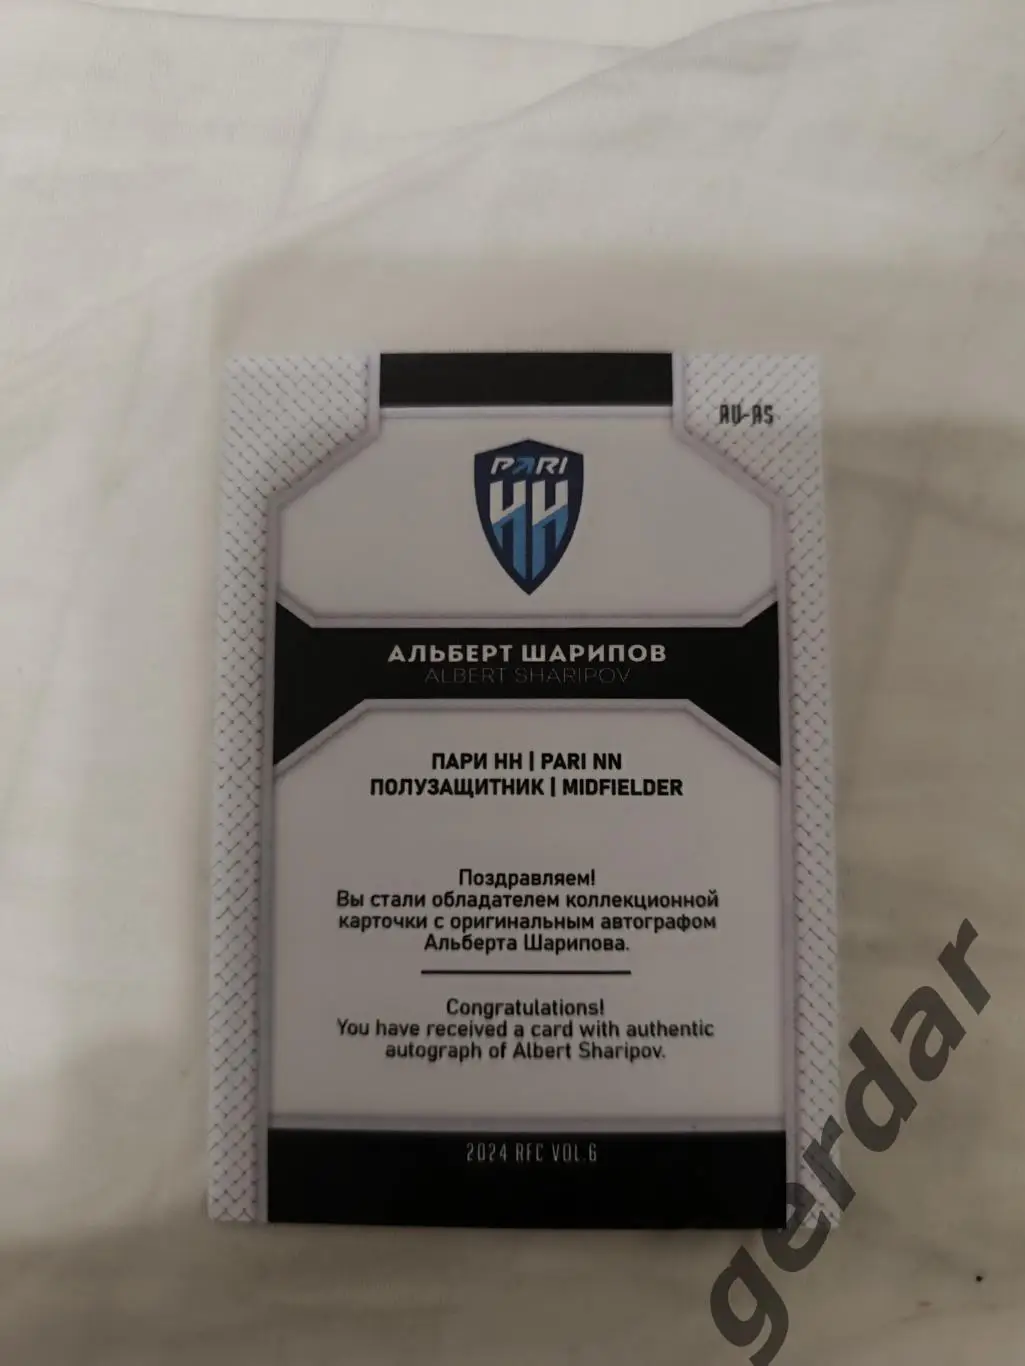 AU-AS
PARI
НН
АЛЬБЕРТ ШАРИПОВ
ALBERT SHARIPOV
ПАРИ НН | PARI NN
ПОЛУЗАЩИТНИК | MIDFIELDER
Поздравляем!
Вы стали обладателем коллекционной
карточки с оригинальным автографом
Альберта Шарипова.
Congratulations!
You have received a card with authentic
autograph of Albert Sharipov.
2024 RFC VOL.6
gerdar